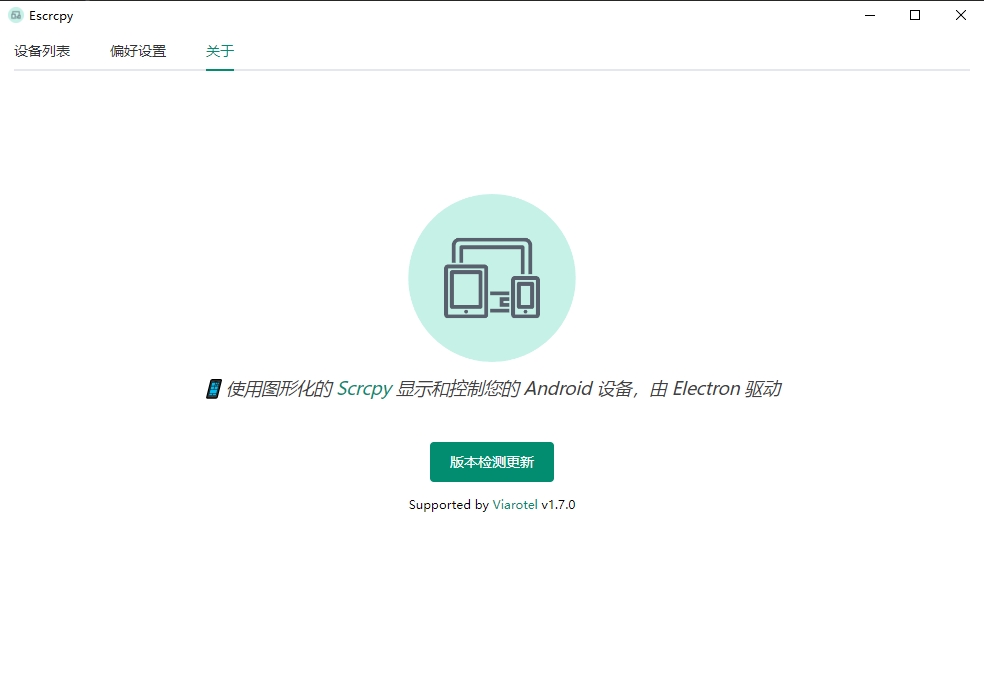 Escrcpy
设备列表 偏好设置 关于
使用图形化的 Scrcpy 显示和控制您的 Android 设备，由 Electron 驱动
版本检测更新
Supported by Viarotel v1.7.0